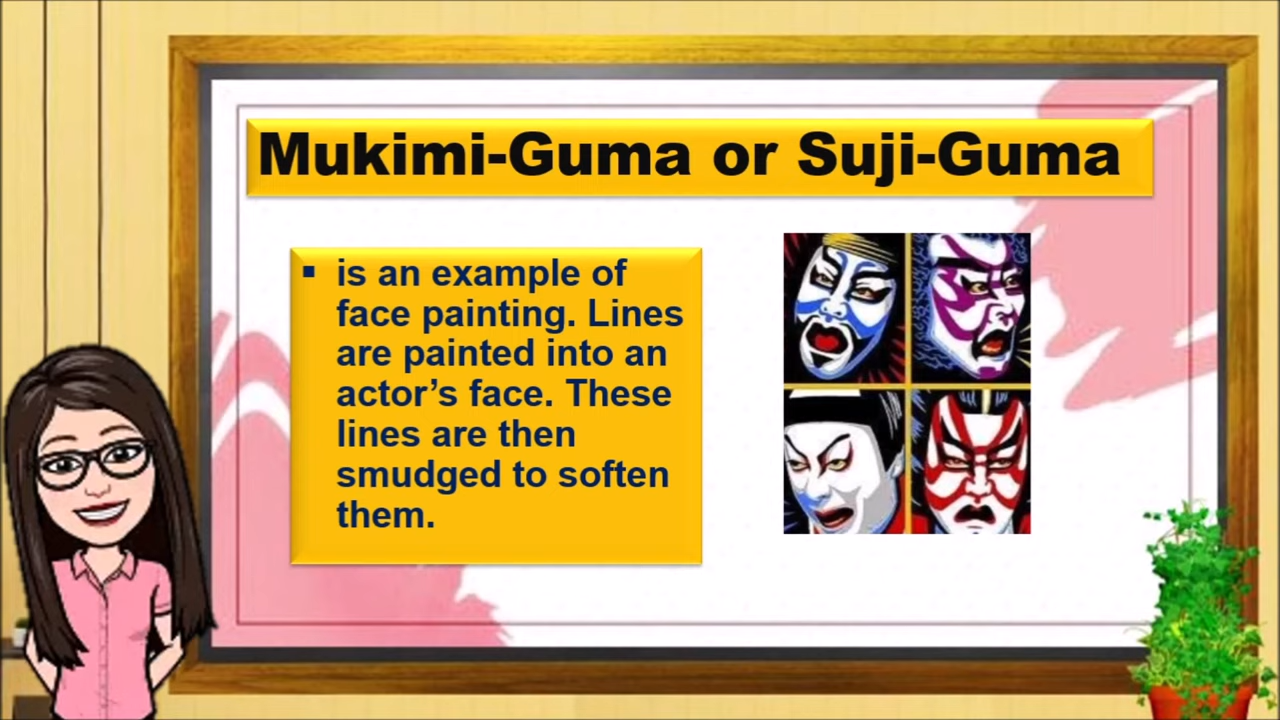 Mukimi-Guma or Suji-Guma
▪ is an example of
face painting. Lines
are painted into an
actor’s face. These
lines are then
smudged to soften
them.